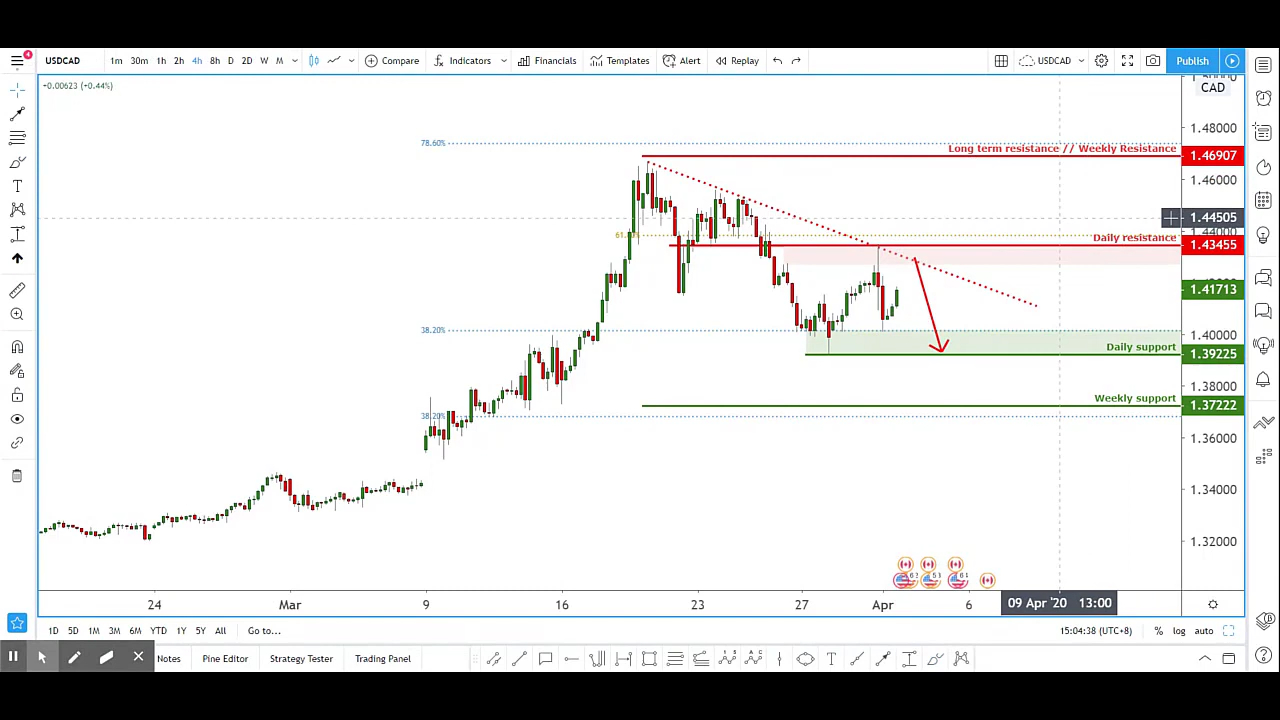 4
USDCAD 1m 30m 1h 2h 4h 8h D 2D W M Compare Indicators Financials Templates Alert Replay USDCAD Publish
+0.00623 (+0.44%)
CAD
78.60%
1.48000
Long term resistance // Weekly Resistance
1.46907
1.46000
1.44505
Daily resistance
1.43455
1.41713
38.20%
1.40000
Daily support
1.39225
1.38000
Weekly support
1.37222
38.20%
1.36000
1.34000
1.32000
24 Mar 9 16 23 27 Apr 6 09 Apr '20 13:00
1D 5D 1M 3M 6M YTD 1Y 5Y All Go to... 15:04:38 (UTC+8) % log auto
Notes Pine Editor Strategy Tester Trading Panel